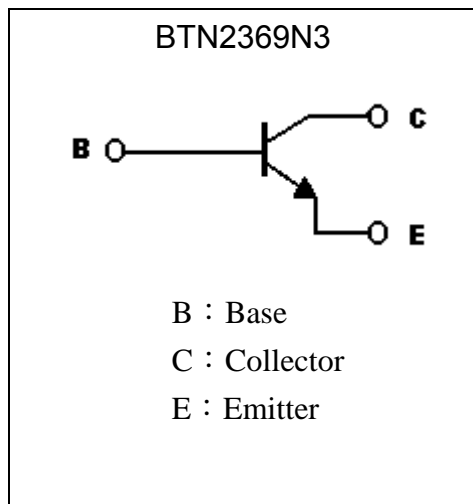 BTN2369N3
C
B
E
B：Base
C：Collector
E：Emitter